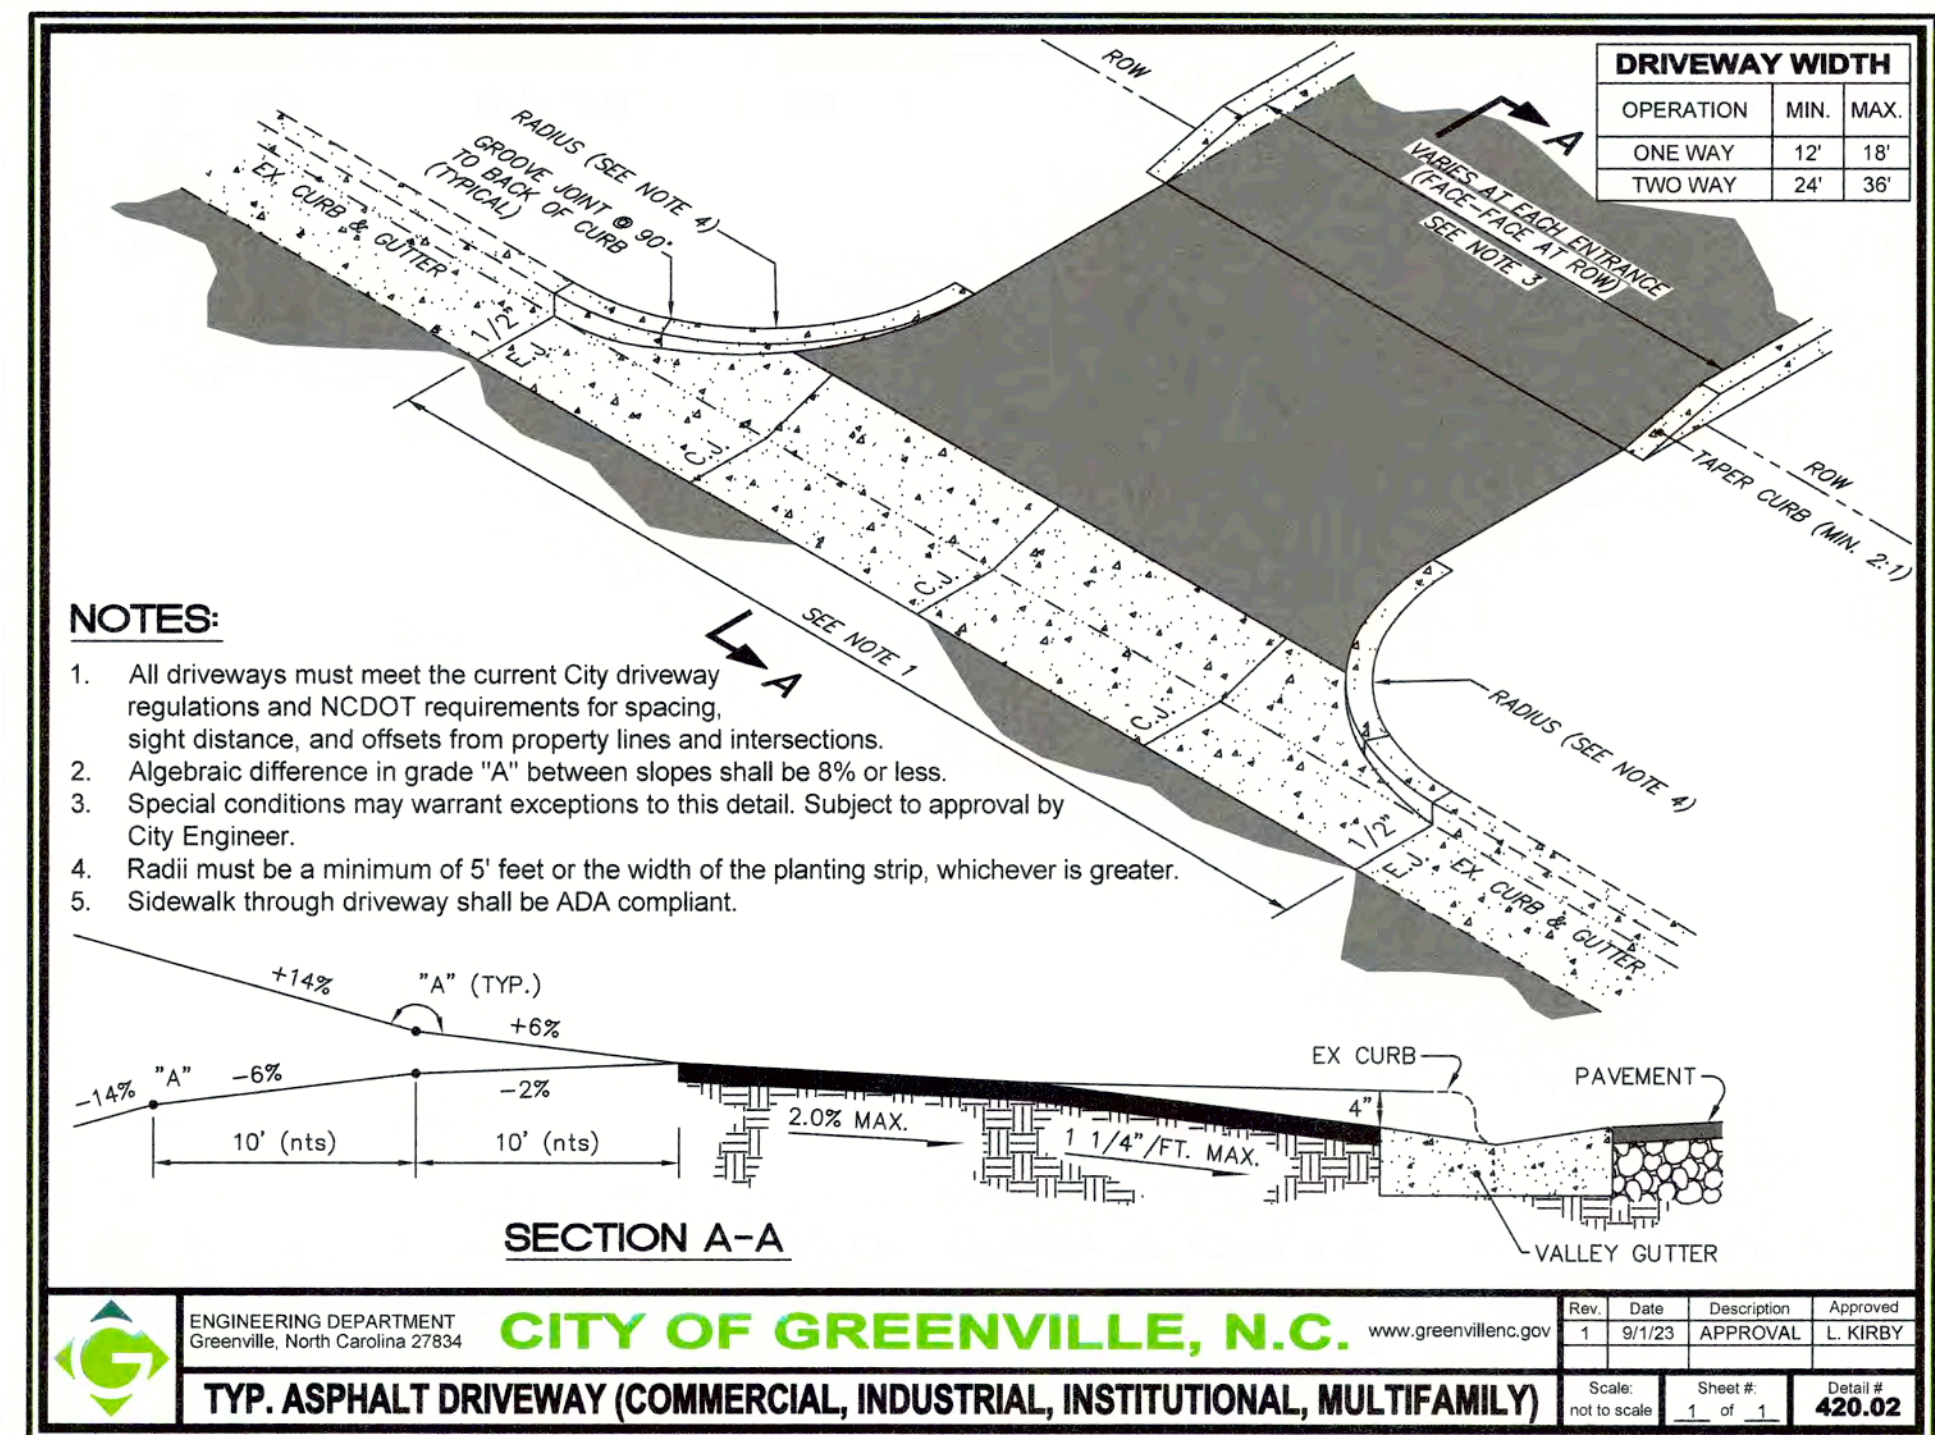 DRIVEWAY WIDTH
OPERATION MIN. MAX.
ONE WAY 12' 18'
TWO WAY 24' 36'
ROW
A
VARIES AT EACH ENTRANCE
(FACE-FACE AT ROW)
SEE NOTE 3
RADIUS (SEE NOTE 4)
GROOVE JOINT @ 90°
TO BACK OF CURB
(TYPICAL)
EX. CURB & GUTTER
1/2"
E.J.
C.J.
C.J.
C.J.
1/2"
E.J.
EX. CURB & GUTTER
ROW
TAPER CURB (MIN. 2:1)
RADIUS (SEE NOTE 4)
SEE NOTE 1
A
NOTES:
1. All driveways must meet the current City driveway
regulations and NCDOT requirements for spacing,
sight distance, and offsets from property lines and intersections.
2. Algebraic difference in grade "A" between slopes shall be 8% or less.
3. Special conditions may warrant exceptions to this detail. Subject to approval by
City Engineer.
4. Radii must be a minimum of 5' feet or the width of the planting strip, whichever is greater.
5. Sidewalk through driveway shall be ADA compliant.
+14%
"A" (TYP.)
+6%
-14%
"A"
-6%
-2%
10' (nts)
10' (nts)
2.0% MAX.
1 1/4"/FT. MAX.
EX CURB
4"
PAVEMENT
VALLEY GUTTER
SECTION A-A
G
ENGINEERING DEPARTMENT
Greenville, North Carolina 27834
CITY OF GREENVILLE, N.C.
www.greenvillenc.gov
Rev. Date Description Approved
1 9/1/23 APPROVAL L. KIRBY
TYP. ASPHALT DRIVEWAY (COMMERCIAL, INDUSTRIAL, INSTITUTIONAL, MULTIFAMILY)
Scale:
not to scale
Sheet #:
1 of 1
Detail #
420.02